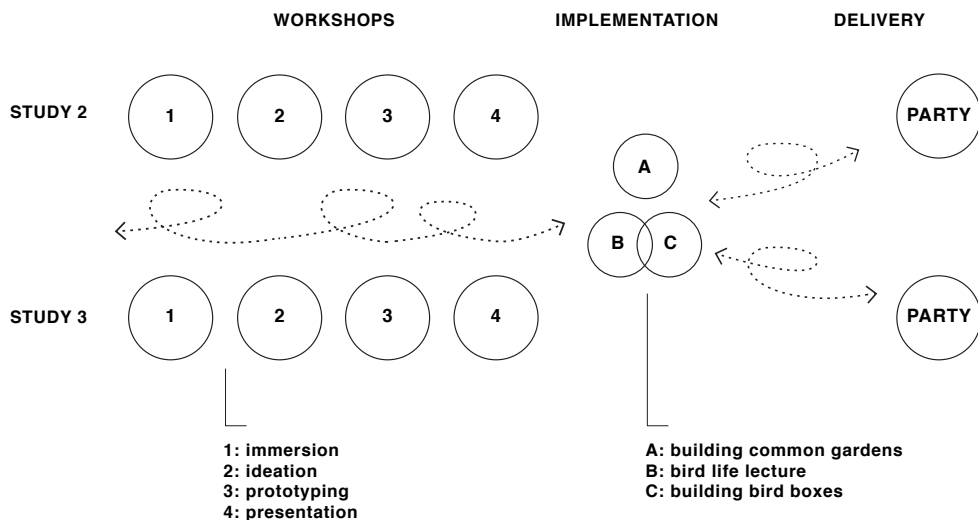 WORKSHOPS IMPLEMENTATION DELIVERY
STUDY 2 1 2 3 4 PARTY
A
B C
STUDY 3 1 2 3 4 PARTY
1: immersion
2: ideation
3: prototyping
4: presentation
A: building common gardens
B: bird life lecture
C: building bird boxes